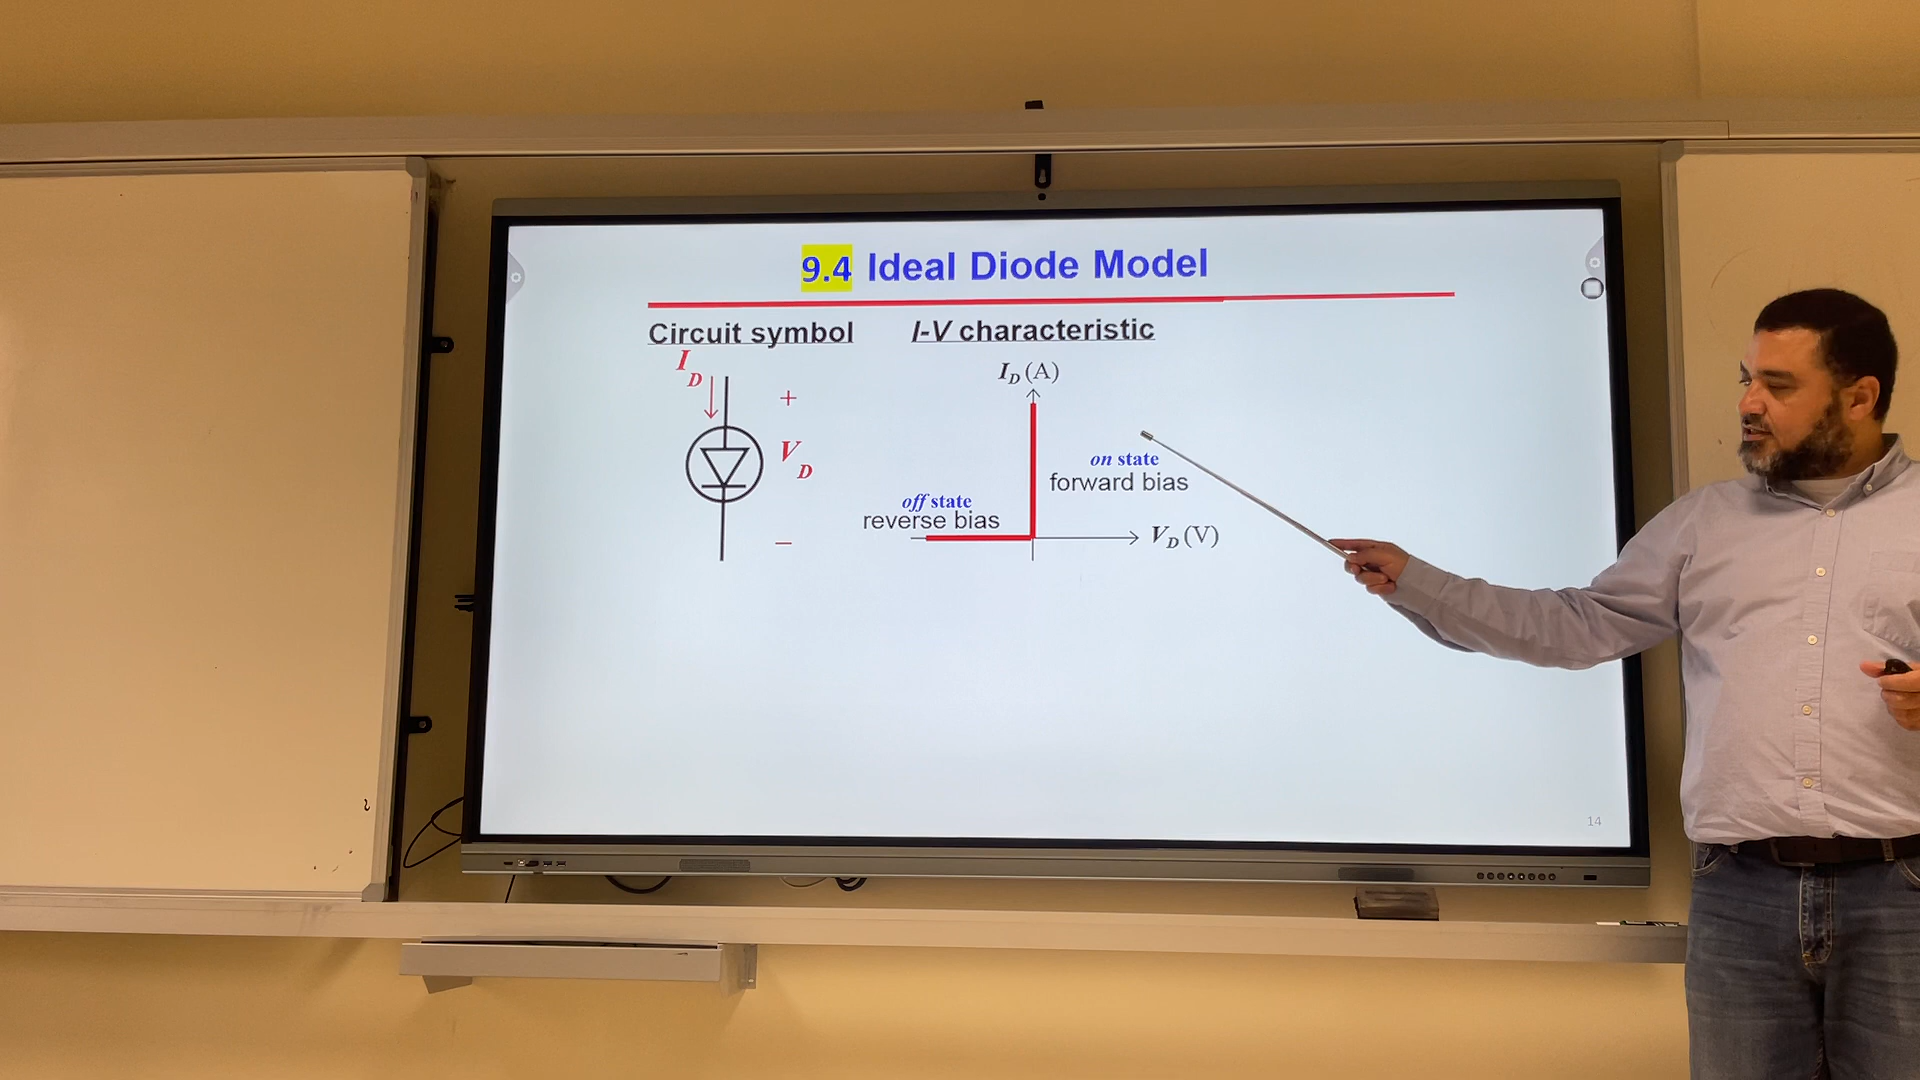 9.4 Ideal Diode Model
Circuit symbol
I-V characteristic
I_D
+
V_D
−
I_D (A)
on state
forward bias
off state
reverse bias
V_D (V)
14